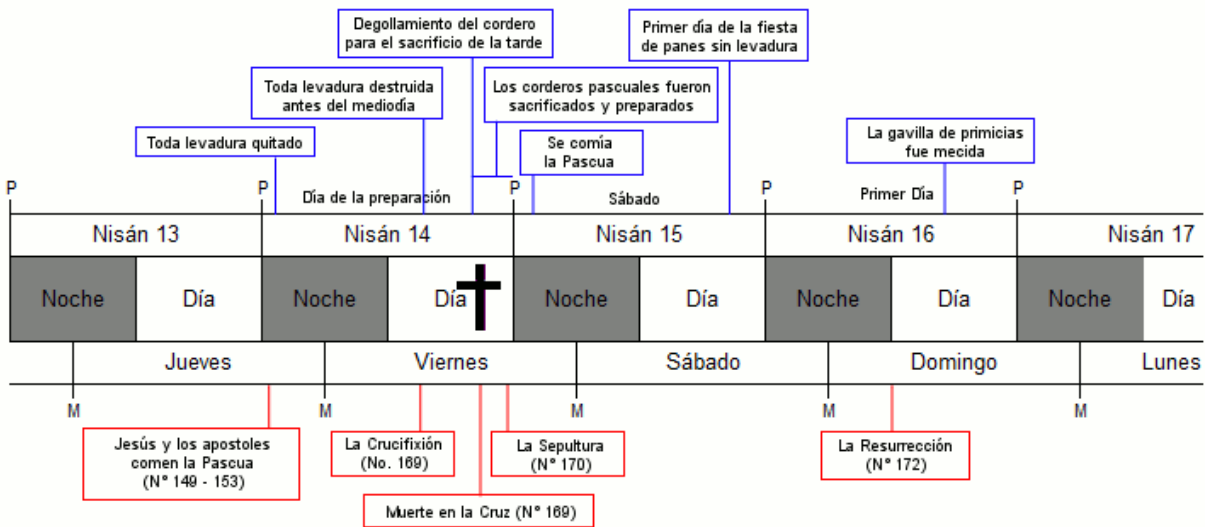 Degollamiento del cordero
para el sacrificio de la tarde
Primer día de la fiesta
de panes sin levadura
Toda levadura destruida
antes del mediodía
Los corderos pascuales fueron
sacrificados y preparados
Toda levadura quitado
Se comía
la Pascua
La gavilla de primicias
fue mecida
P P P P P
Día de la preparación Sábado Primer Día
Nisán 13 Nisán 14 Nisán 15 Nisán 16 Nisán 17
Noche Día Noche Día Noche Día Noche Día Noche Día
Jueves Viernes Sábado Domingo Lunes
M M M M M
Jesús y los apostoles
comen la Pascua
(N° 149 - 153)
La Crucifixión
(No. 169)
La Sepultura
(N° 170)
La Resurrección
(N° 172)
Muerte en la Cruz (N° 169)